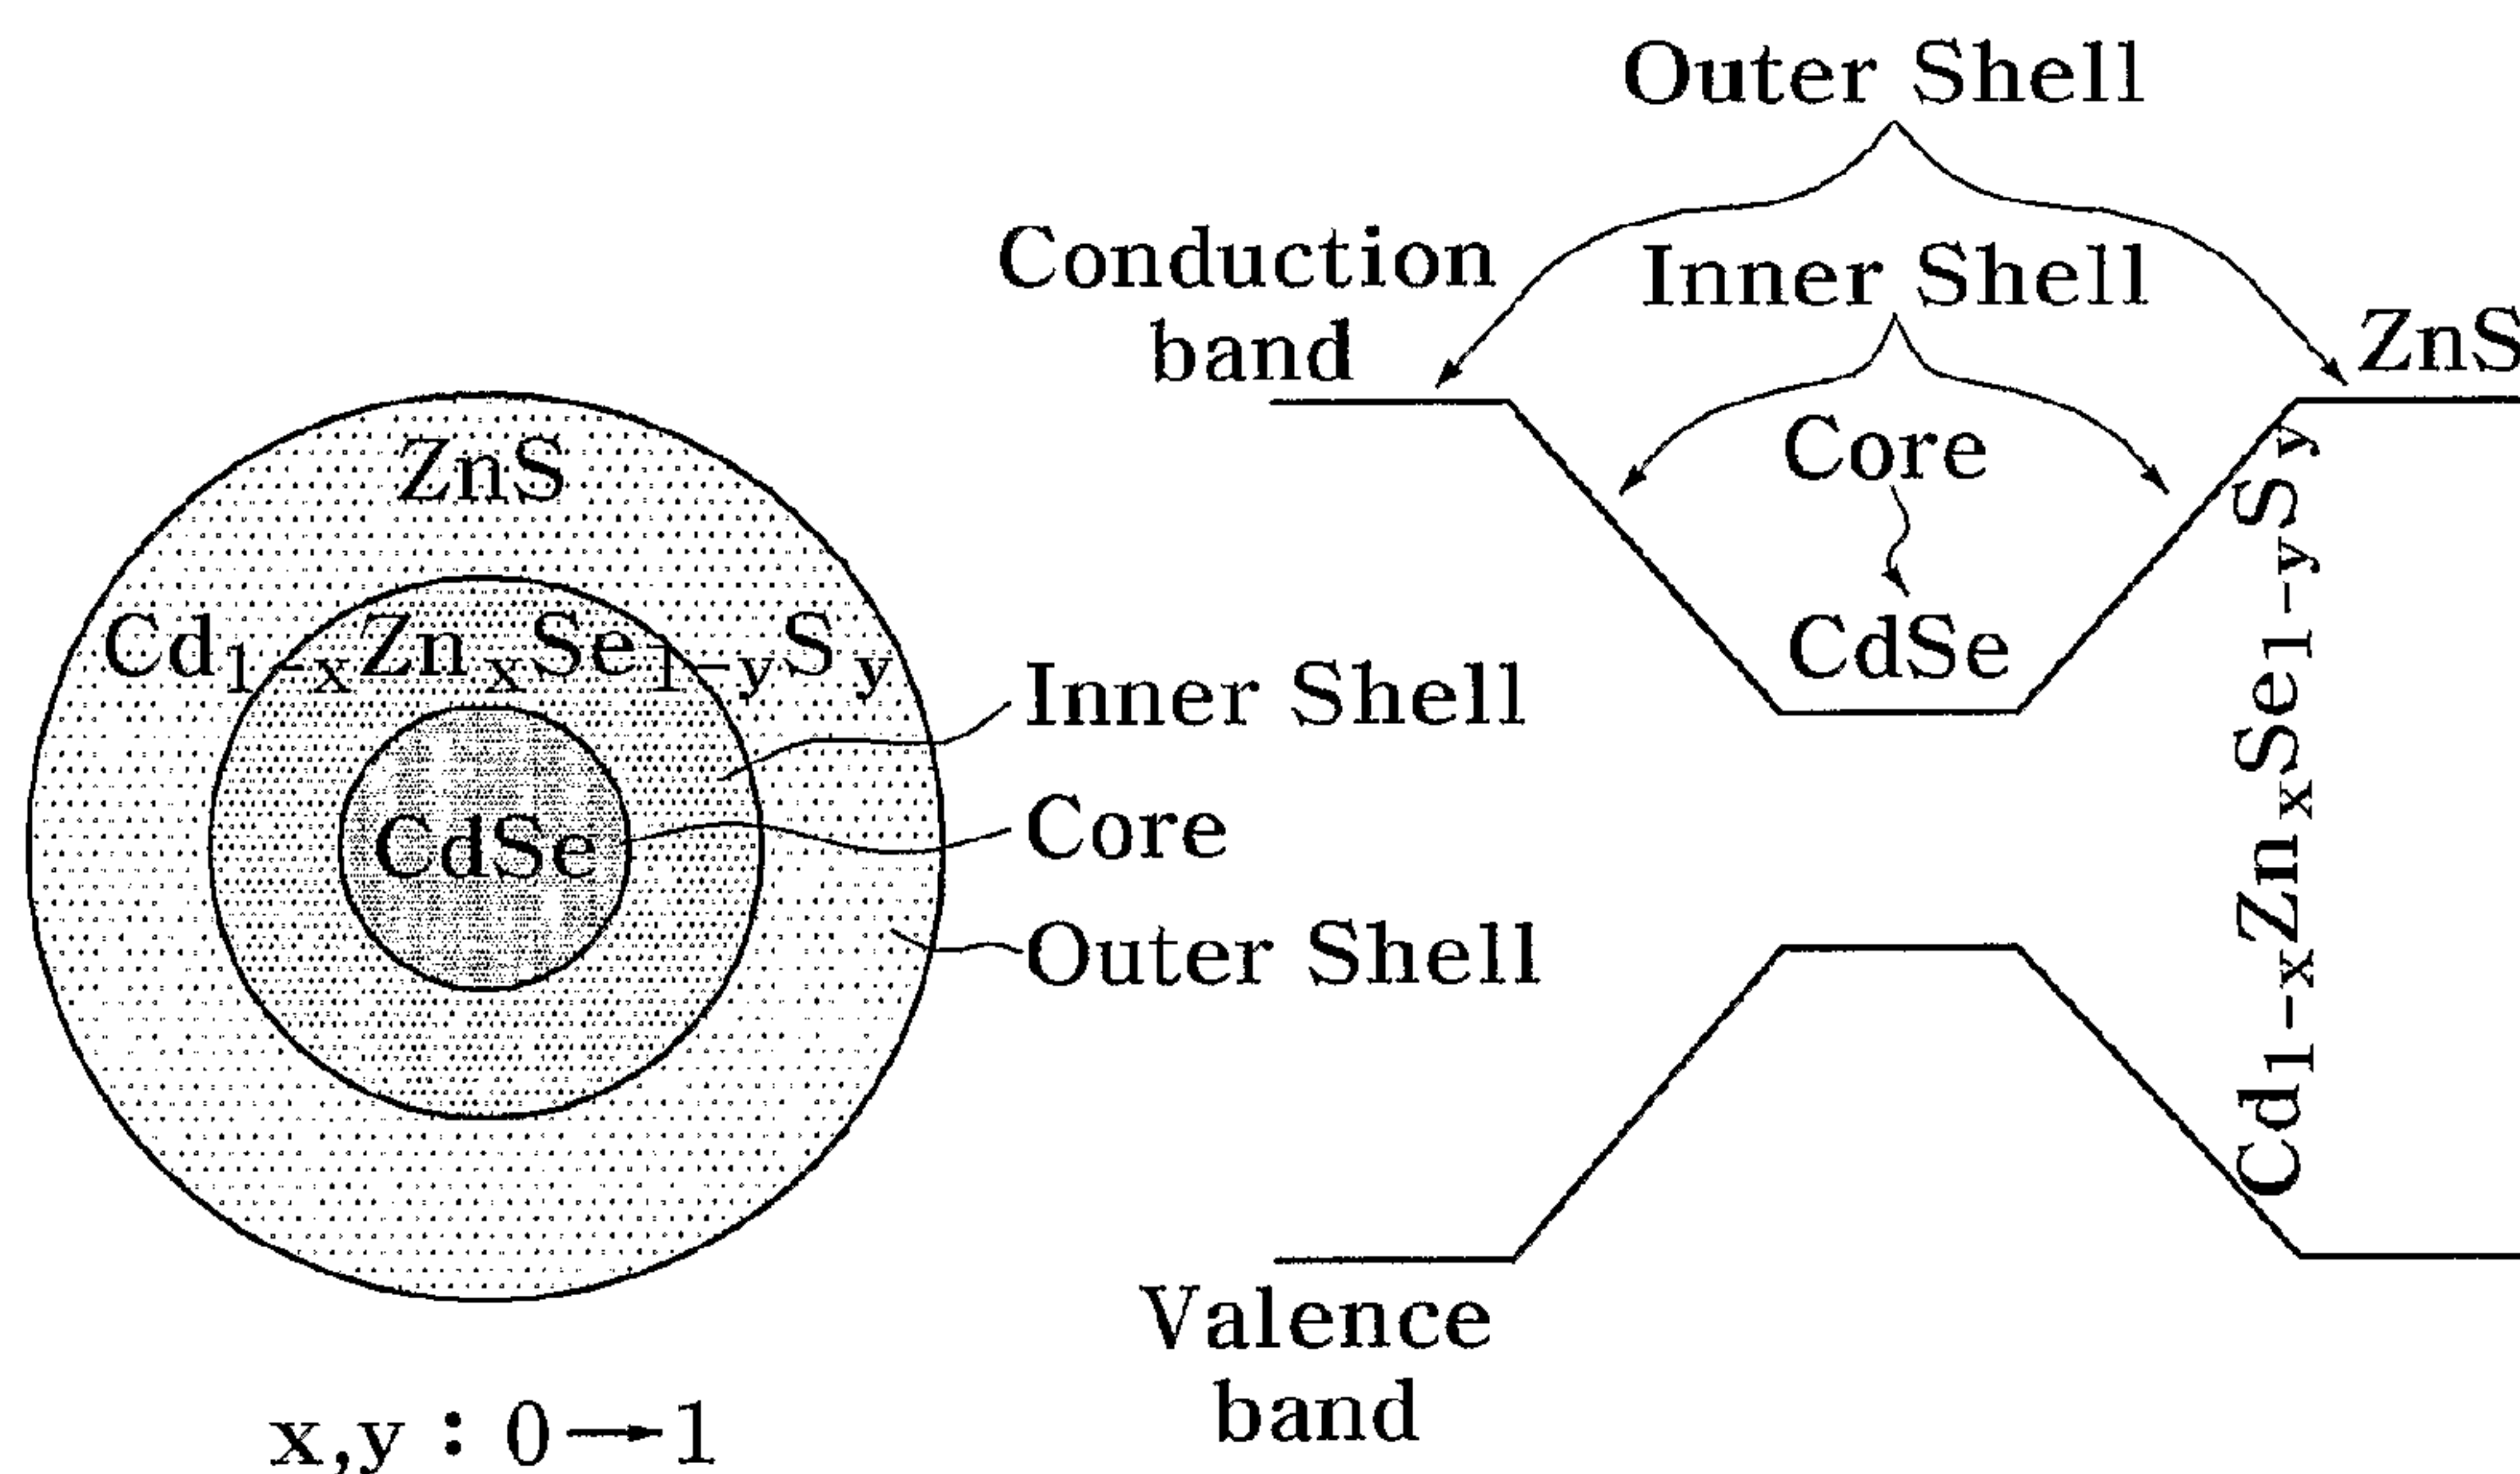 ZnS
Cd1-xZnxSe1-ySy
CdSe
Inner Shell
Core
Outer Shell
x,y : 0→1
Outer Shell
Inner Shell
Conduction
band
ZnS
Core
CdSe
Cd1-xZnxSe1-ySy
Valence
band